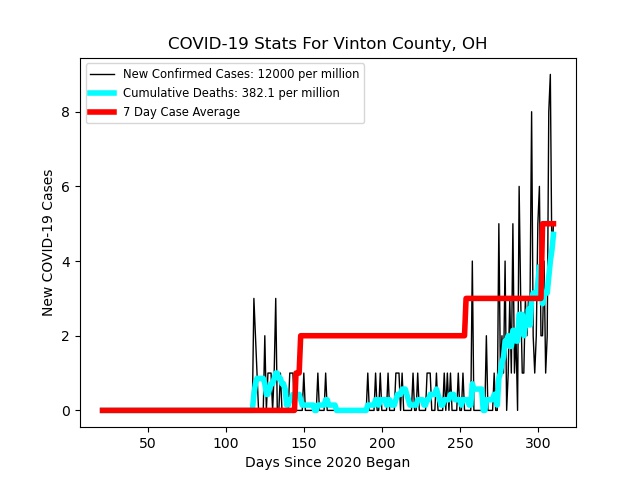 COVID-19 Stats For Vinton County, OH
New Confirmed Cases: 12000 per million
Cumulative Deaths: 382.1 per million
7 Day Case Average
New COVID-19 Cases
8
6
4
2
0
50 100 150 200 250 300
Days Since 2020 Began